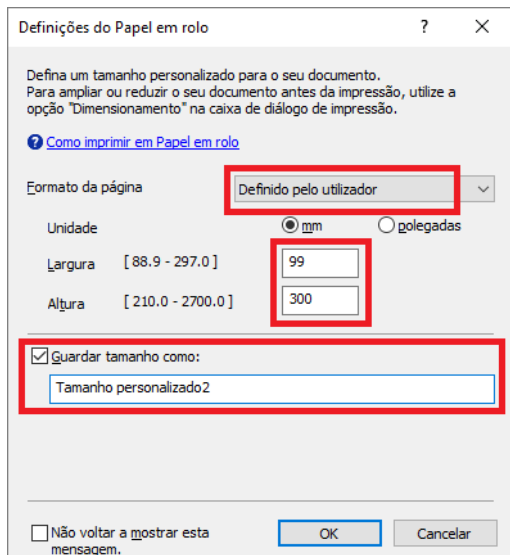 Definições do Papel em rolo ? X
Defina um tamanho personalizado para o seu documento.
Para ampliar ou reduzir o seu documento antes da impressão, utilize a
opção "Dimensionamento" na caixa de diálogo de impressão.
? Como imprimir em Papel em rolo
Formato da página Definido pelo utilizador
Unidade mm polegadas
Largura [ 88.9 - 297.0 ] 99
Altura [ 210.0 - 2700.0 ] 300
Guardar tamanho como:
Tamanho personalizado2
Não voltar a mostrar esta OK Cancelar
mensagem.